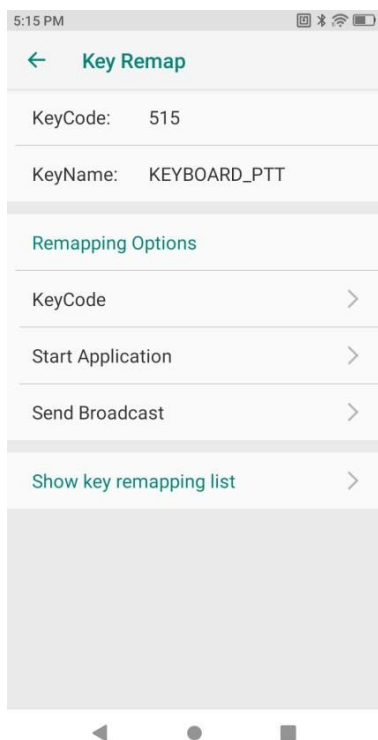 5:15 PM
Key Remap
KeyCode: 515
KeyName: KEYBOARD_PTT
Remapping Options
KeyCode
Start Application
Send Broadcast
Show key remapping list